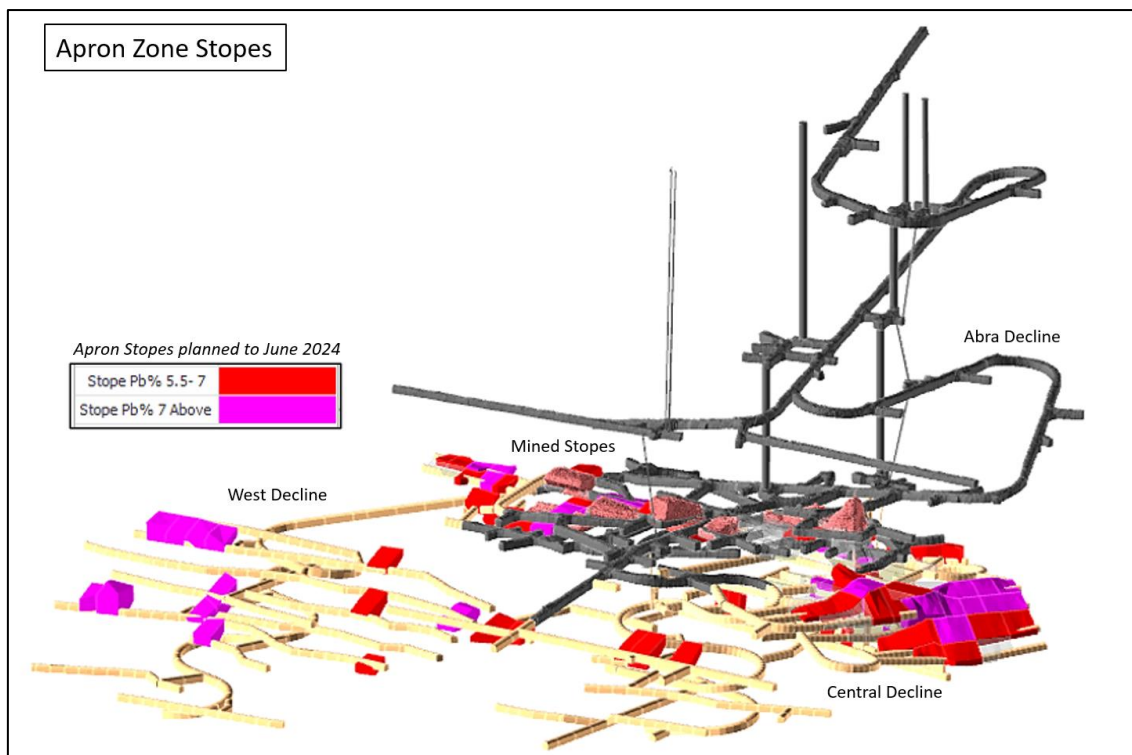 Apron Zone Stopes
Abra Decline
Apron Stopes planned to June 2024
Stope Pb% 5.5- 7
Stope Pb% 7 Above
Mined Stopes
West Decline
Central Decline